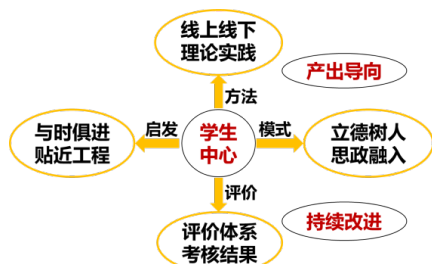 线上线下
理论实践
产出导向
方法
与时俱进
贴近工程
启发
学生
中心
模式
立德树人
思政融入
评价
持续改进
评价体系
考核结果